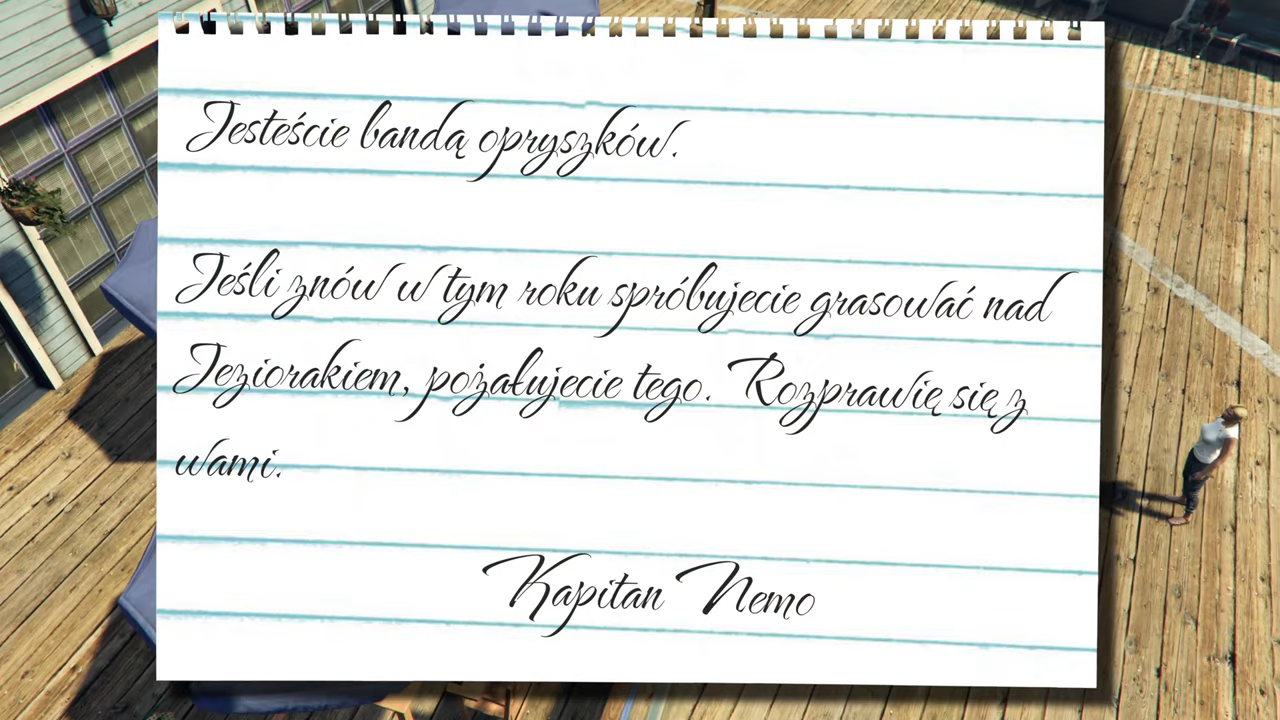 Jesteście bandą opryszków.
Jeśli znów w tym roku spróbujecie grasować nad
Jeziorakiem, pożałujecie tego. Rozprawię się z
wami.
Kapitan Nemo